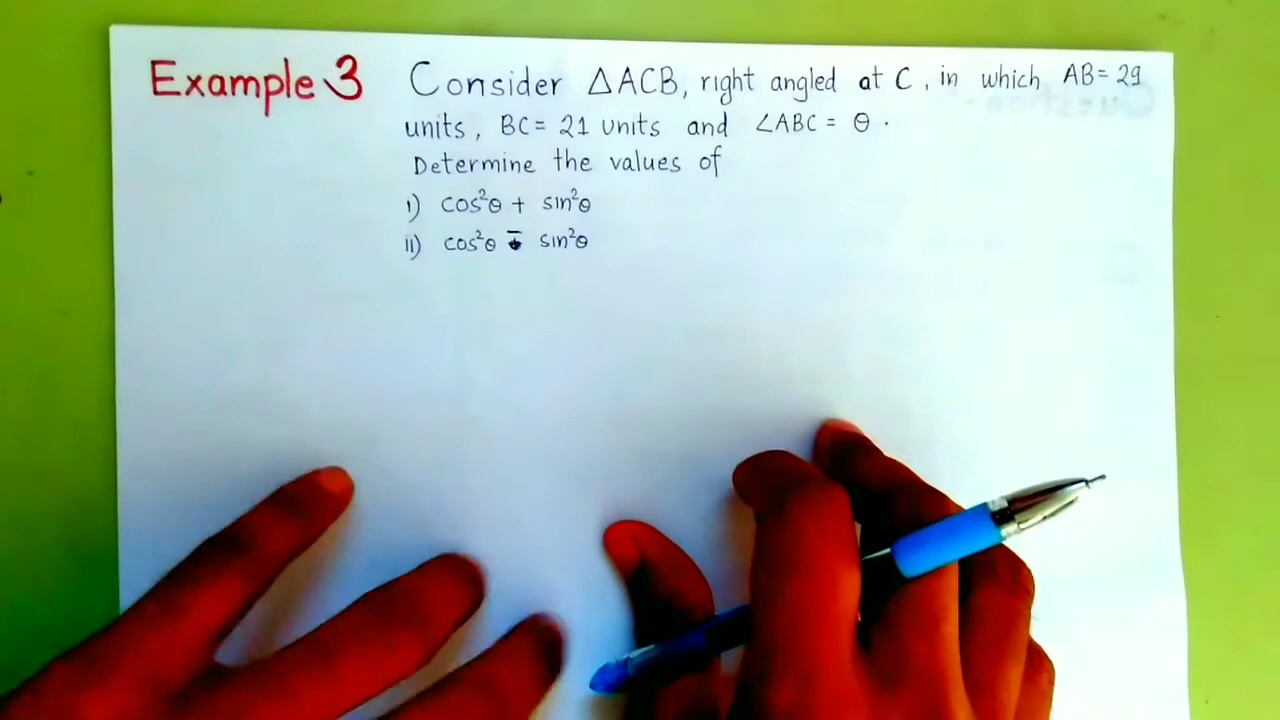 Example 3 Consider △ACB, right angled at C, in which AB = 29
units, BC = 21 units and ∠ABC = θ.
Determine the values of
i) cos²θ + sin²θ
ii) cos²θ - sin²θ